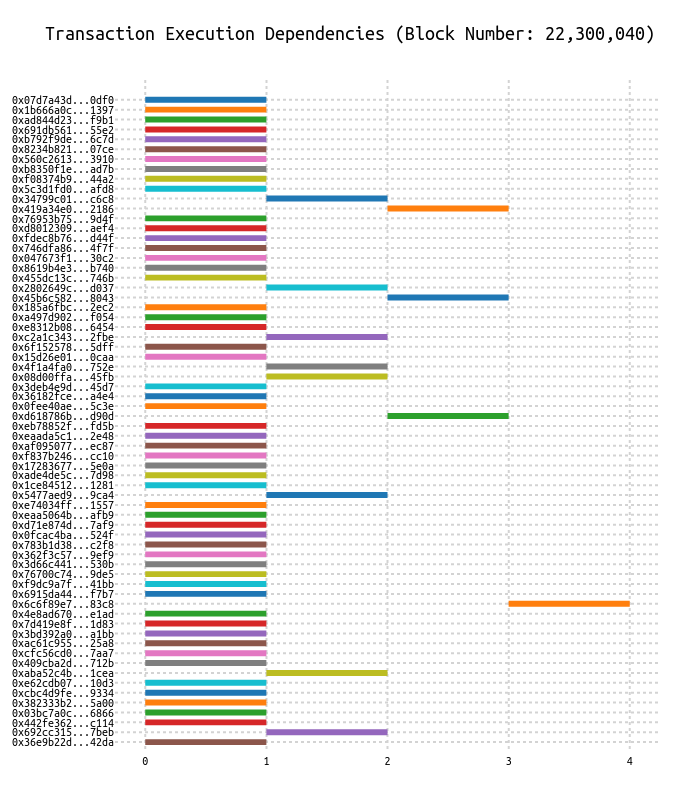 Transaction Execution Dependencies (Block Number: 22,300,040)
0x07d7a43d...0df0
0x1b666a0c...1397
0xad844d23...f9b1
0x691db561...55e2
0xb792f9de...6c7d
0x8234b821...07ce
0x560c2613...3910
0xb8350f1e...ad7b
0xf08374b9...44a2
0x5c3d1fd0...afd8
0x34799c01...c6c8
0x419a34e0...2186
0x76953b75...9d4f
0xd8012309...aef4
0xfdec8b76...d44f
0x746dfa86...4f7f
0x047673f1...30c2
0x8619b4e3...b740
0x455dc13c...746b
0x2802649c...d037
0x45b6c582...8043
0x185a6fbc...2ec2
0xa497d902...f054
0xe8312b08...6454
0xc2a1c343...2fbe
0x6f152578...5dff
0x15d26e01...0caa
0x4f1a4fa0...752e
0x08d00ffa...45fb
0x3deb4e9d...45d7
0x36182fce...a4e4
0x0fee40ae...5c3e
0xd618786b...d90d
0xeb78852f...fd5b
0xeaada5c1...2e48
0xaf095077...ec87
0xf837b246...cc10
0x17283677...5e0a
0xade4de5c...7d98
0x1ce84512...1281
0x5477aed9...9ca4
0xe74034ff...1557
0xeaa5064b...afb9
0xd71e874d...7af9
0x0fcac4ba...524f
0x783b1d38...c2f8
0x362f3c57...9ef9
0x3d66c441...530b
0x76700c74...9de5
0xf9dc9a7f...41bb
0x6915da44...f7b7
0x6c6f89e7...83c8
0x4e8ad670...e1ad
0x7d419e8f...1d83
0x3bd392a0...a1bb
0xac61c955...25a8
0xcfc56cd0...7aa7
0x409cba2d...712b
0xaba52c4b...1cea
0xe62cdb07...10d3
0xcbc4d9fe...9334
0x382333b2...5a00
0x03bc7a0c...6866
0x442fe362...c114
0x692cc315...7beb
0x36e9b22d...42da
0 1 2 3 4